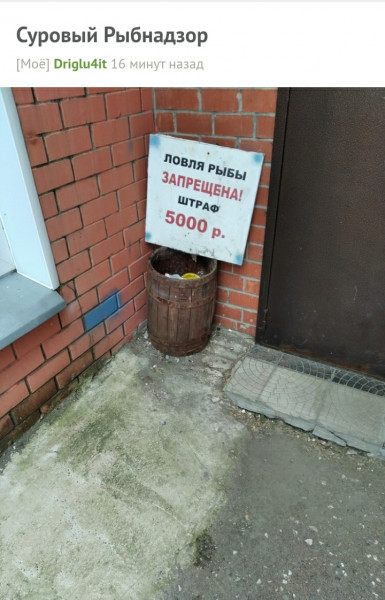 Суровый Рыбнадзор
[Моё] Driglu4it 16 минут назад
ЛОВЛЯ РЫБЫ
ЗАПРЕЩЕНА!
ШТРАФ
5000 р.